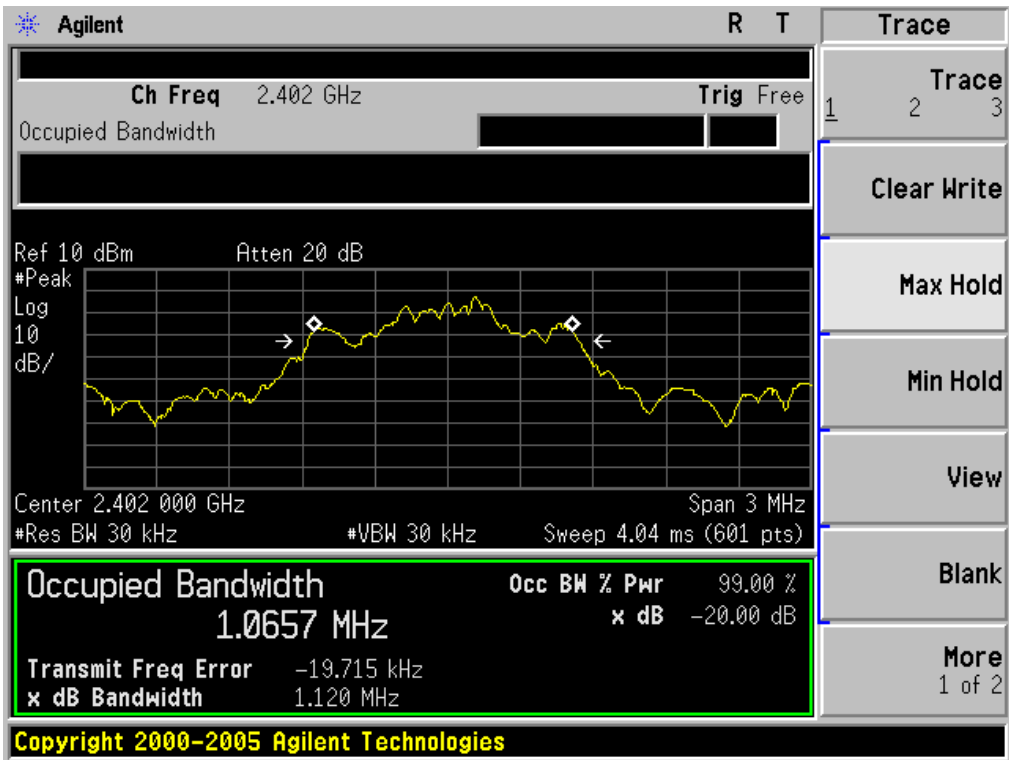 Agilent R T Trace
Ch Freq 2.402 GHz Trig Free
Occupied Bandwidth
Ref 10 dBm Atten 20 dB
#Peak
Log
10
dB/
Center 2.402 000 GHz Span 3 MHz
#Res BW 30 kHz #VBW 30 kHz Sweep 4.04 ms (601 pts)
Occupied Bandwidth Occ BW % Pwr 99.00 %
1.0657 MHz x dB -20.00 dB
Transmit Freq Error -19.715 kHz
x dB Bandwidth 1.120 MHz
Copyright 2000-2005 Agilent Technologies
Trace
1 2 3
Clear Write
Max Hold
Min Hold
View
Blank
More
1 of 2